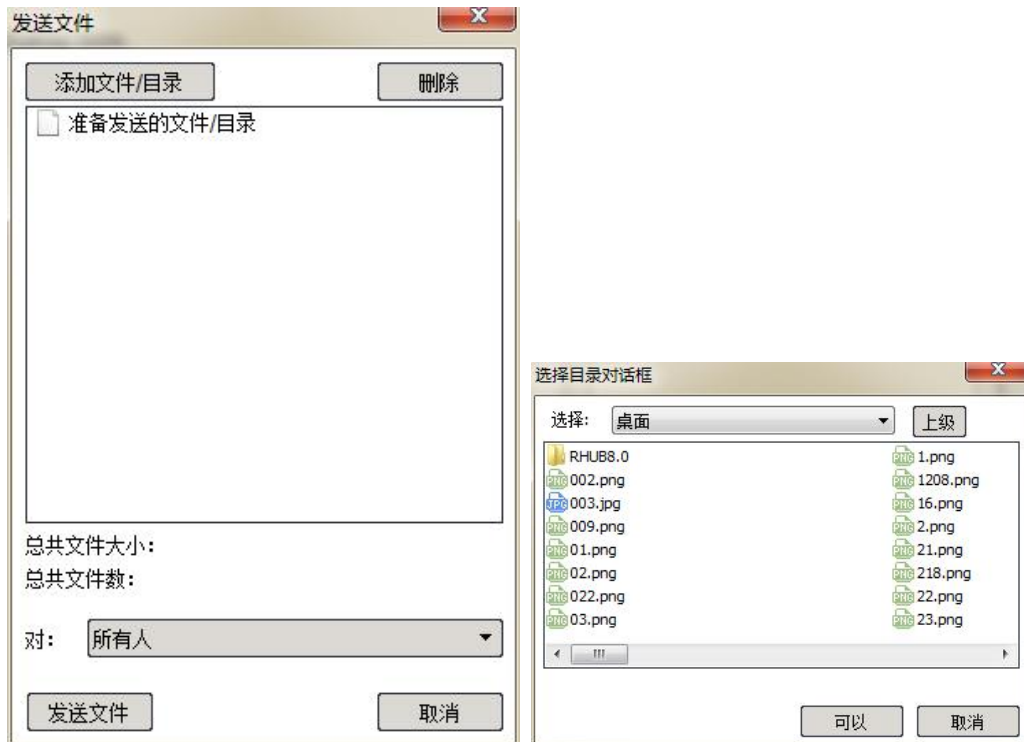 发送文件
添加文件/目录
删除
准备发送的文件/目录
总共文件大小:
总共文件数:
对:
所有人
发送文件
取消
选择目录对话框
选择:
桌面
上级
RHUB8.0
002.png
003.jpg
009.png
01.png
02.png
022.png
03.png
1.png
1208.png
16.png
2.png
21.png
218.png
22.png
23.png
可以
取消